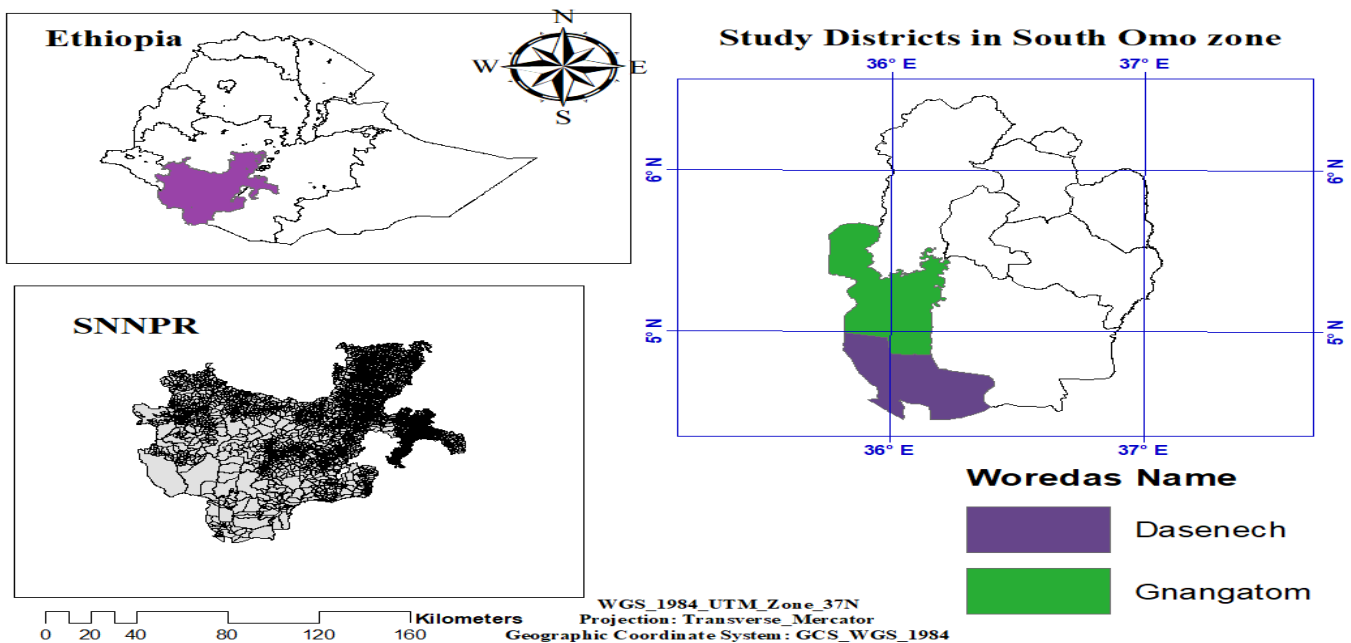 Ethiopia
N
W
E
S
SNNPR
Study Districts in South Omo zone
36° E
37° E
6° N
6° N
5° N
5° N
36° E
37° E
Woredas Name
Dasenech
Gnangatom
Kilometers
0 20 40 80 120 160
WGS_1984_UTM_Zone_37N
Projection: Transverse_Mercator
Geographic Coordinate System: GCS_WGS_1984